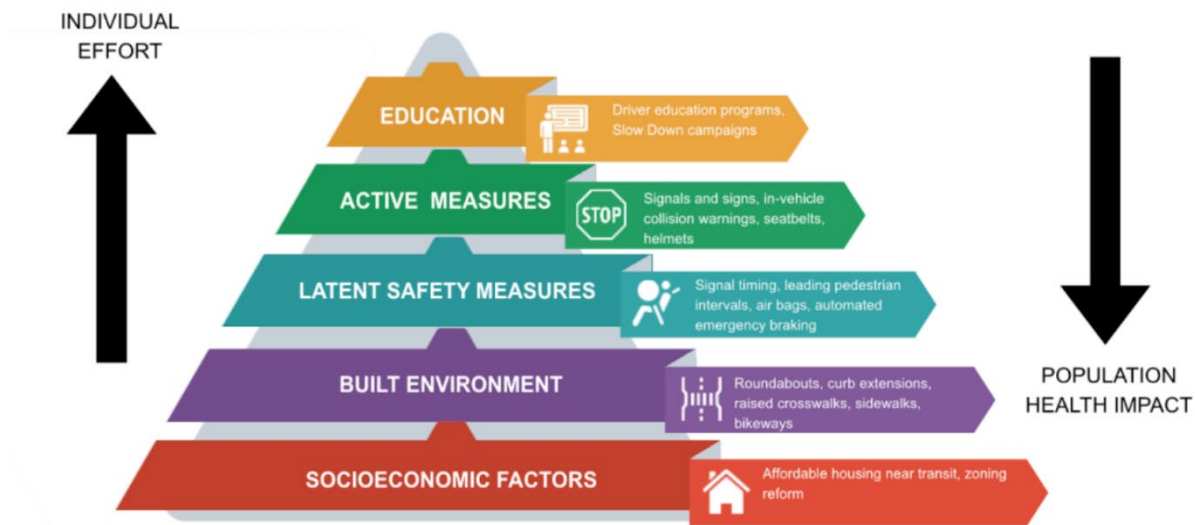 INDIVIDUAL
EFFORT
EDUCATION
Driver education programs,
Slow Down campaigns
ACTIVE MEASURES
STOP
Signals and signs, in-vehicle
collision warnings, seatbelts,
helmets
LATENT SAFETY MEASURES
Signal timing, leading pedestrian
intervals, air bags, automated
emergency braking
BUILT ENVIRONMENT
Roundabouts, curb extensions,
raised crosswalks, sidewalks,
bikeways
SOCIOECONOMIC FACTORS
Affordable housing near transit, zoning
reform
POPULATION
HEALTH IMPACT